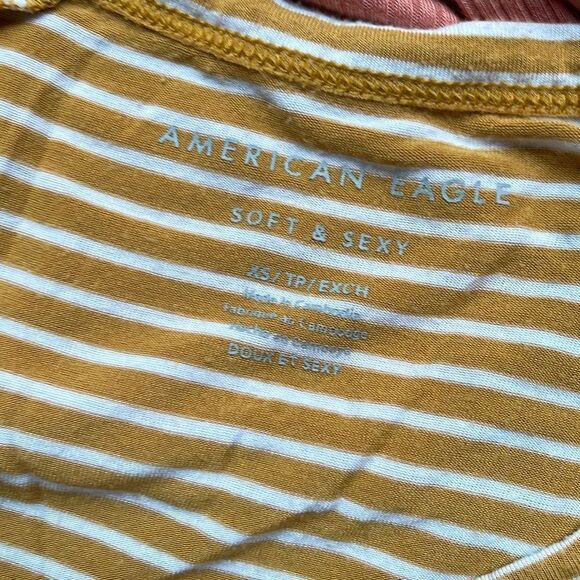 AMERICAN EAGLE
SOFT & SEXY
XS/TP/EXCH
Made in Cambodia
Fabriqué au Cambodge
Hecho en Camboya
DOUX ET SEXY